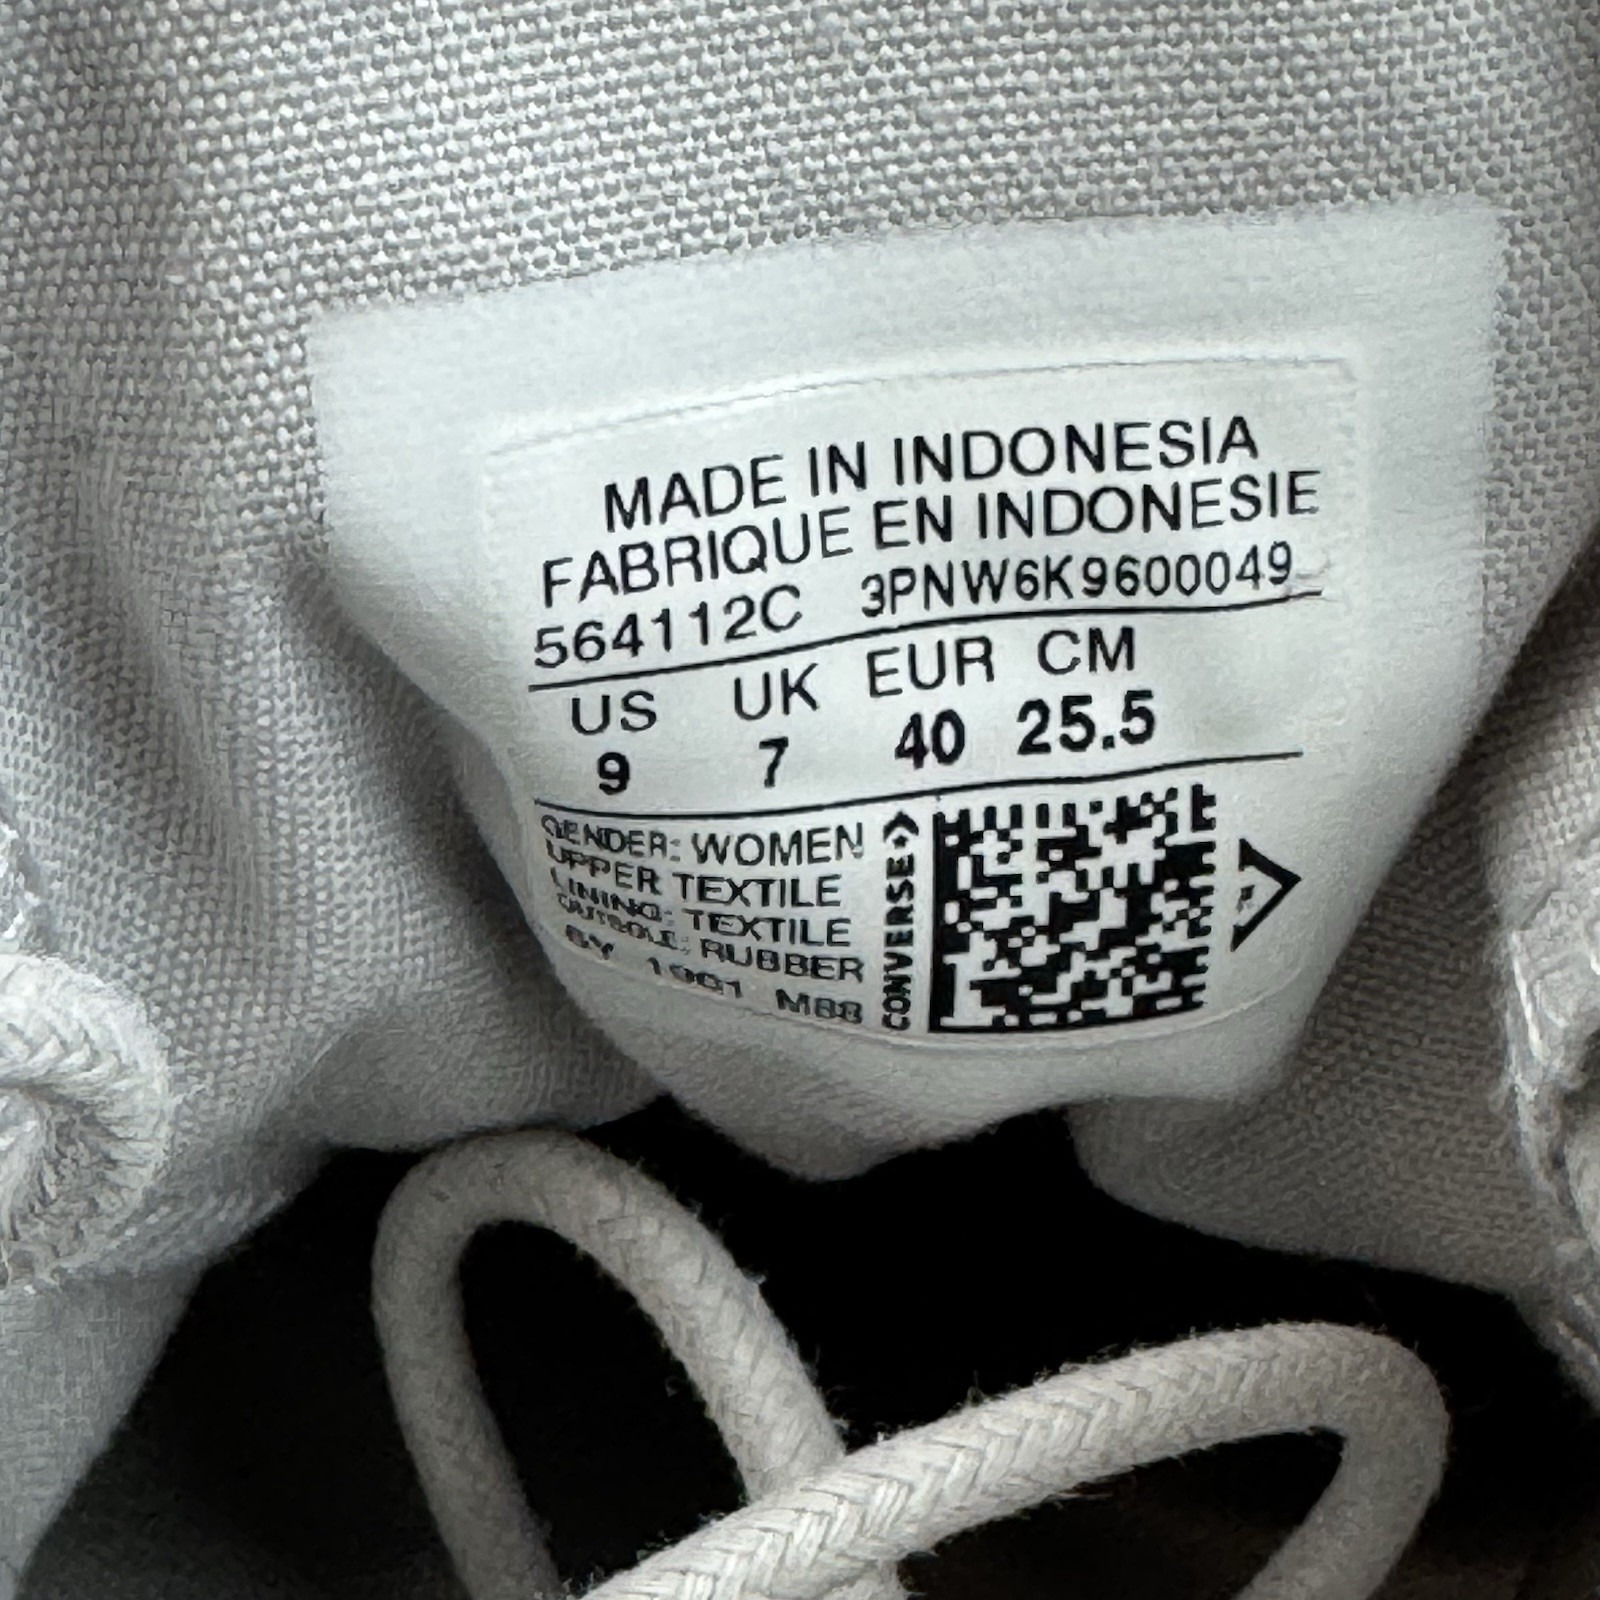 MADE IN INDONESIA
FABRIQUE EN INDONESIE
564112C 3PNW6K9600049
US UK EUR CM
9 7 40 25.5
GENDER: WOMEN
UPPER TEXTILE
LINING: TEXTILE
OUTSOLE: RUBBER
CONVERSE